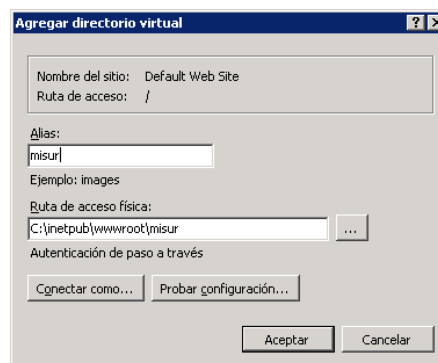 Agregar directorio virtual
Nombre del sitio: Default Web Site
Ruta de acceso: /
Alias:
misur
Ejemplo: images
Ruta de acceso física:
C:\inetpub\wwwroot\misur
...
Autenticación de paso a través
Conectar como... Probar configuración...
Aceptar Cancelar